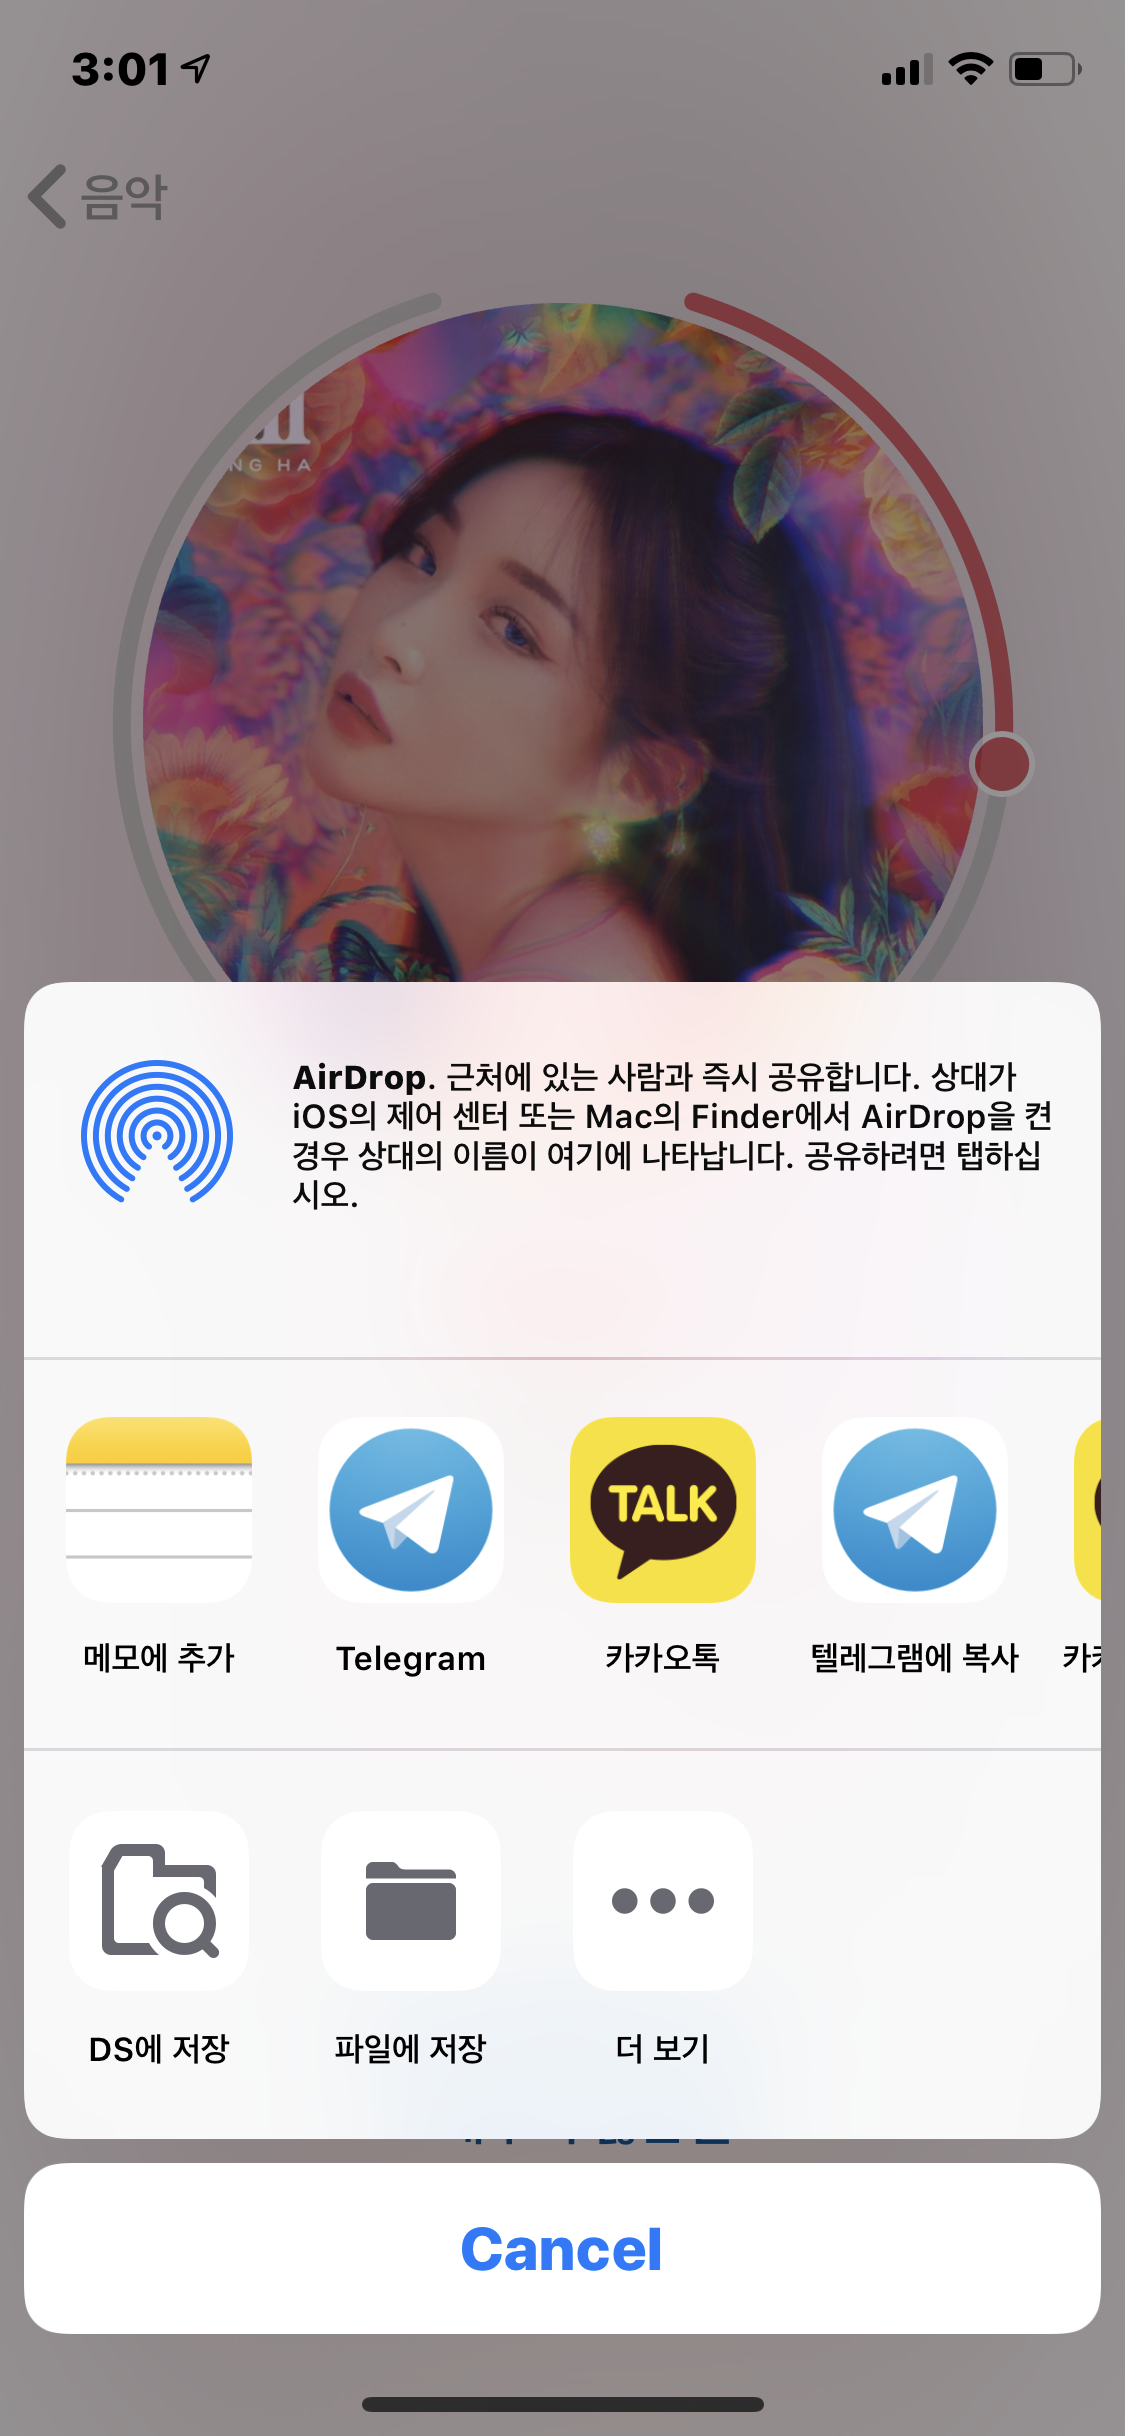 3:01
음악
NG HA
AirDrop. 근처에 있는 사람과 즉시 공유합니다. 상대가
iOS의 제어 센터 또는 Mac의 Finder에서 AirDrop을 켠
경우 상대의 이름이 여기에 나타납니다. 공유하려면 탭하십
시오.
TALK
메모에 추가
Telegram
카카오톡
텔레그램에 복사
DS에 저장
파일에 저장
더 보기
Cancel